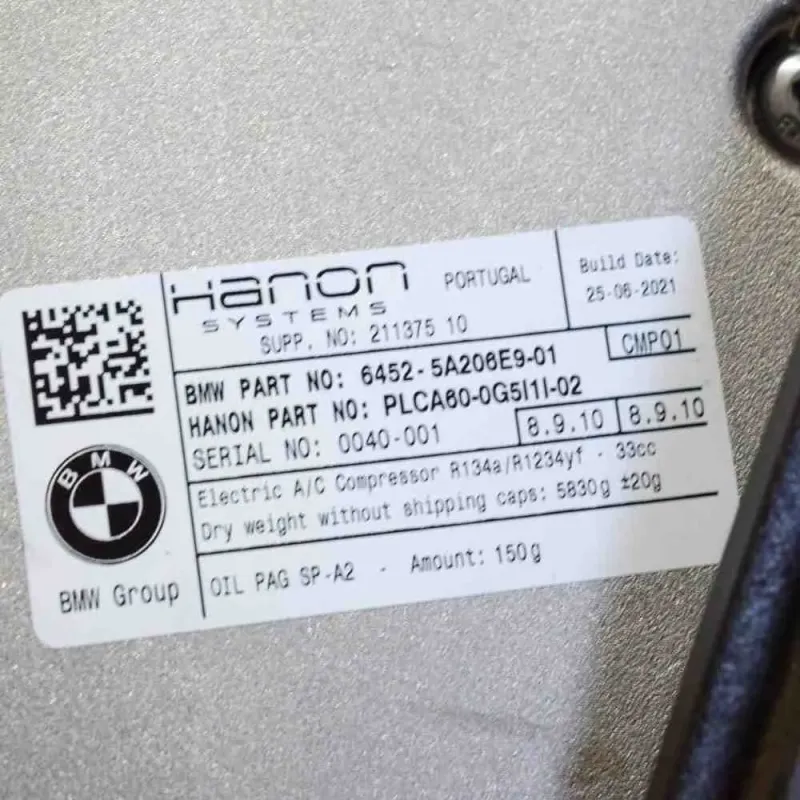 Hanon PORTUGAL
SYSTEMS
Build Date:
25-06-2021
SUPP. NO: 211375 10
CMP01
BMW PART NO: 6452-5A206E9-01
HANON PART NO: PLCA60-0G5I1I-02
SERIAL NO: 0040-001
8.9.10 8.9.10
Electric A/C Compressor R134a/R1234yf - 33cc
Dry weight without shipping caps: 5830g ±20g
BMW
BMW Group
OIL PAG SP-A2 - Amount: 150g